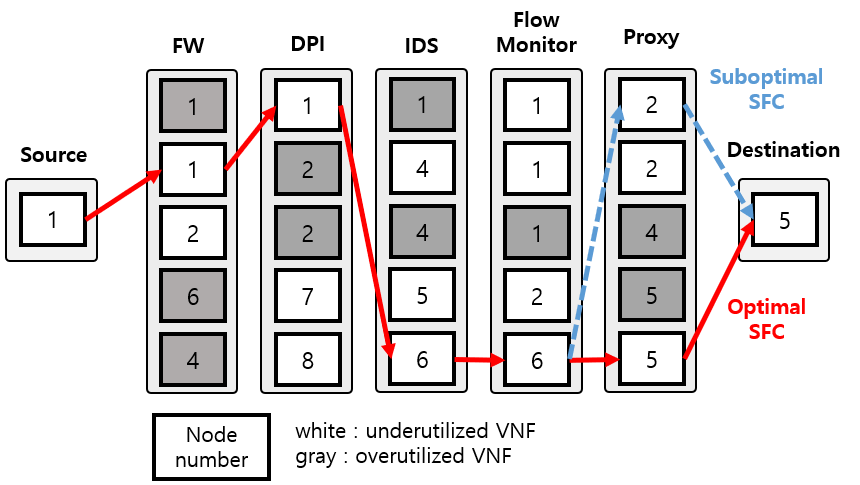 FW
DPI
IDS
Flow
Monitor
Proxy
Source
1
1
1
2
6
4
1
2
2
7
8
1
4
4
5
6
1
1
1
2
6
2
2
4
5
5
Suboptimal
SFC
Destination
5
Optimal
SFC
Node
number
white : underutilized VNF
gray : overutilized VNF